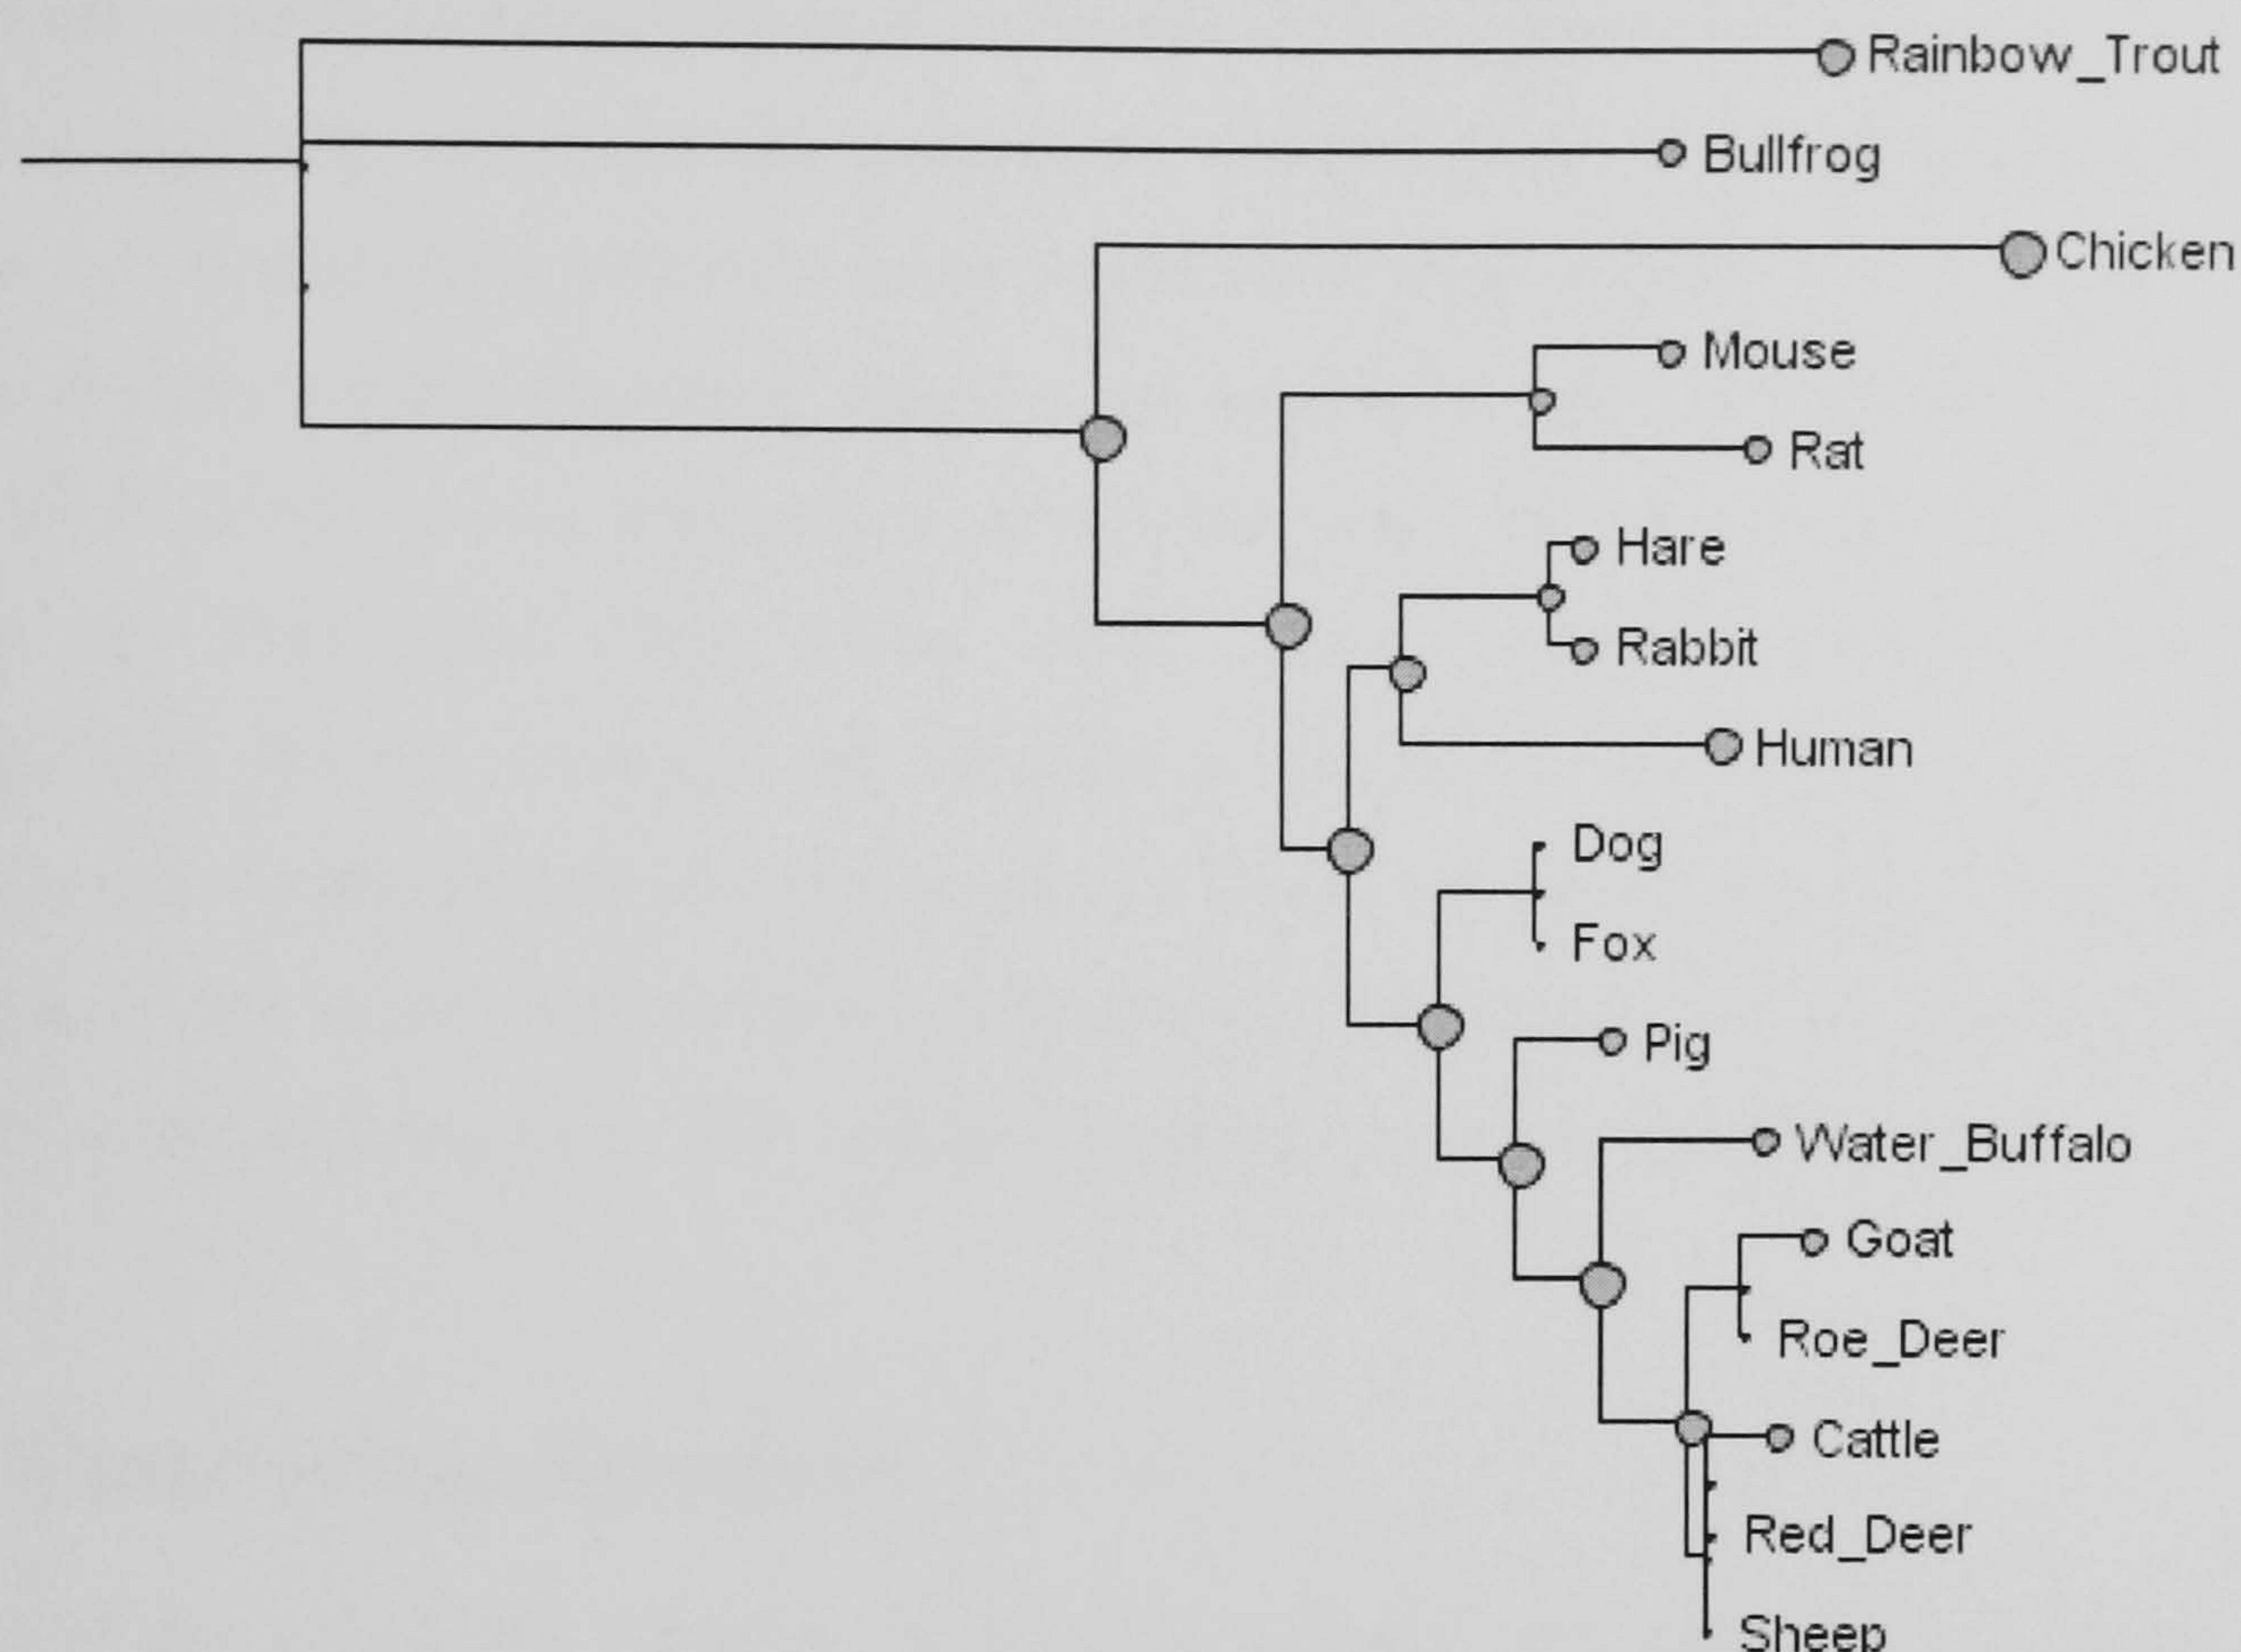 Rainbow_Trout
Bullfrog
Chicken
Mouse
Rat
Hare
Rabbit
Human
Dog
Fox
Pig
Water_Buffalo
Goat
Roe_Deer
Cattle
Red_Deer
Sheep